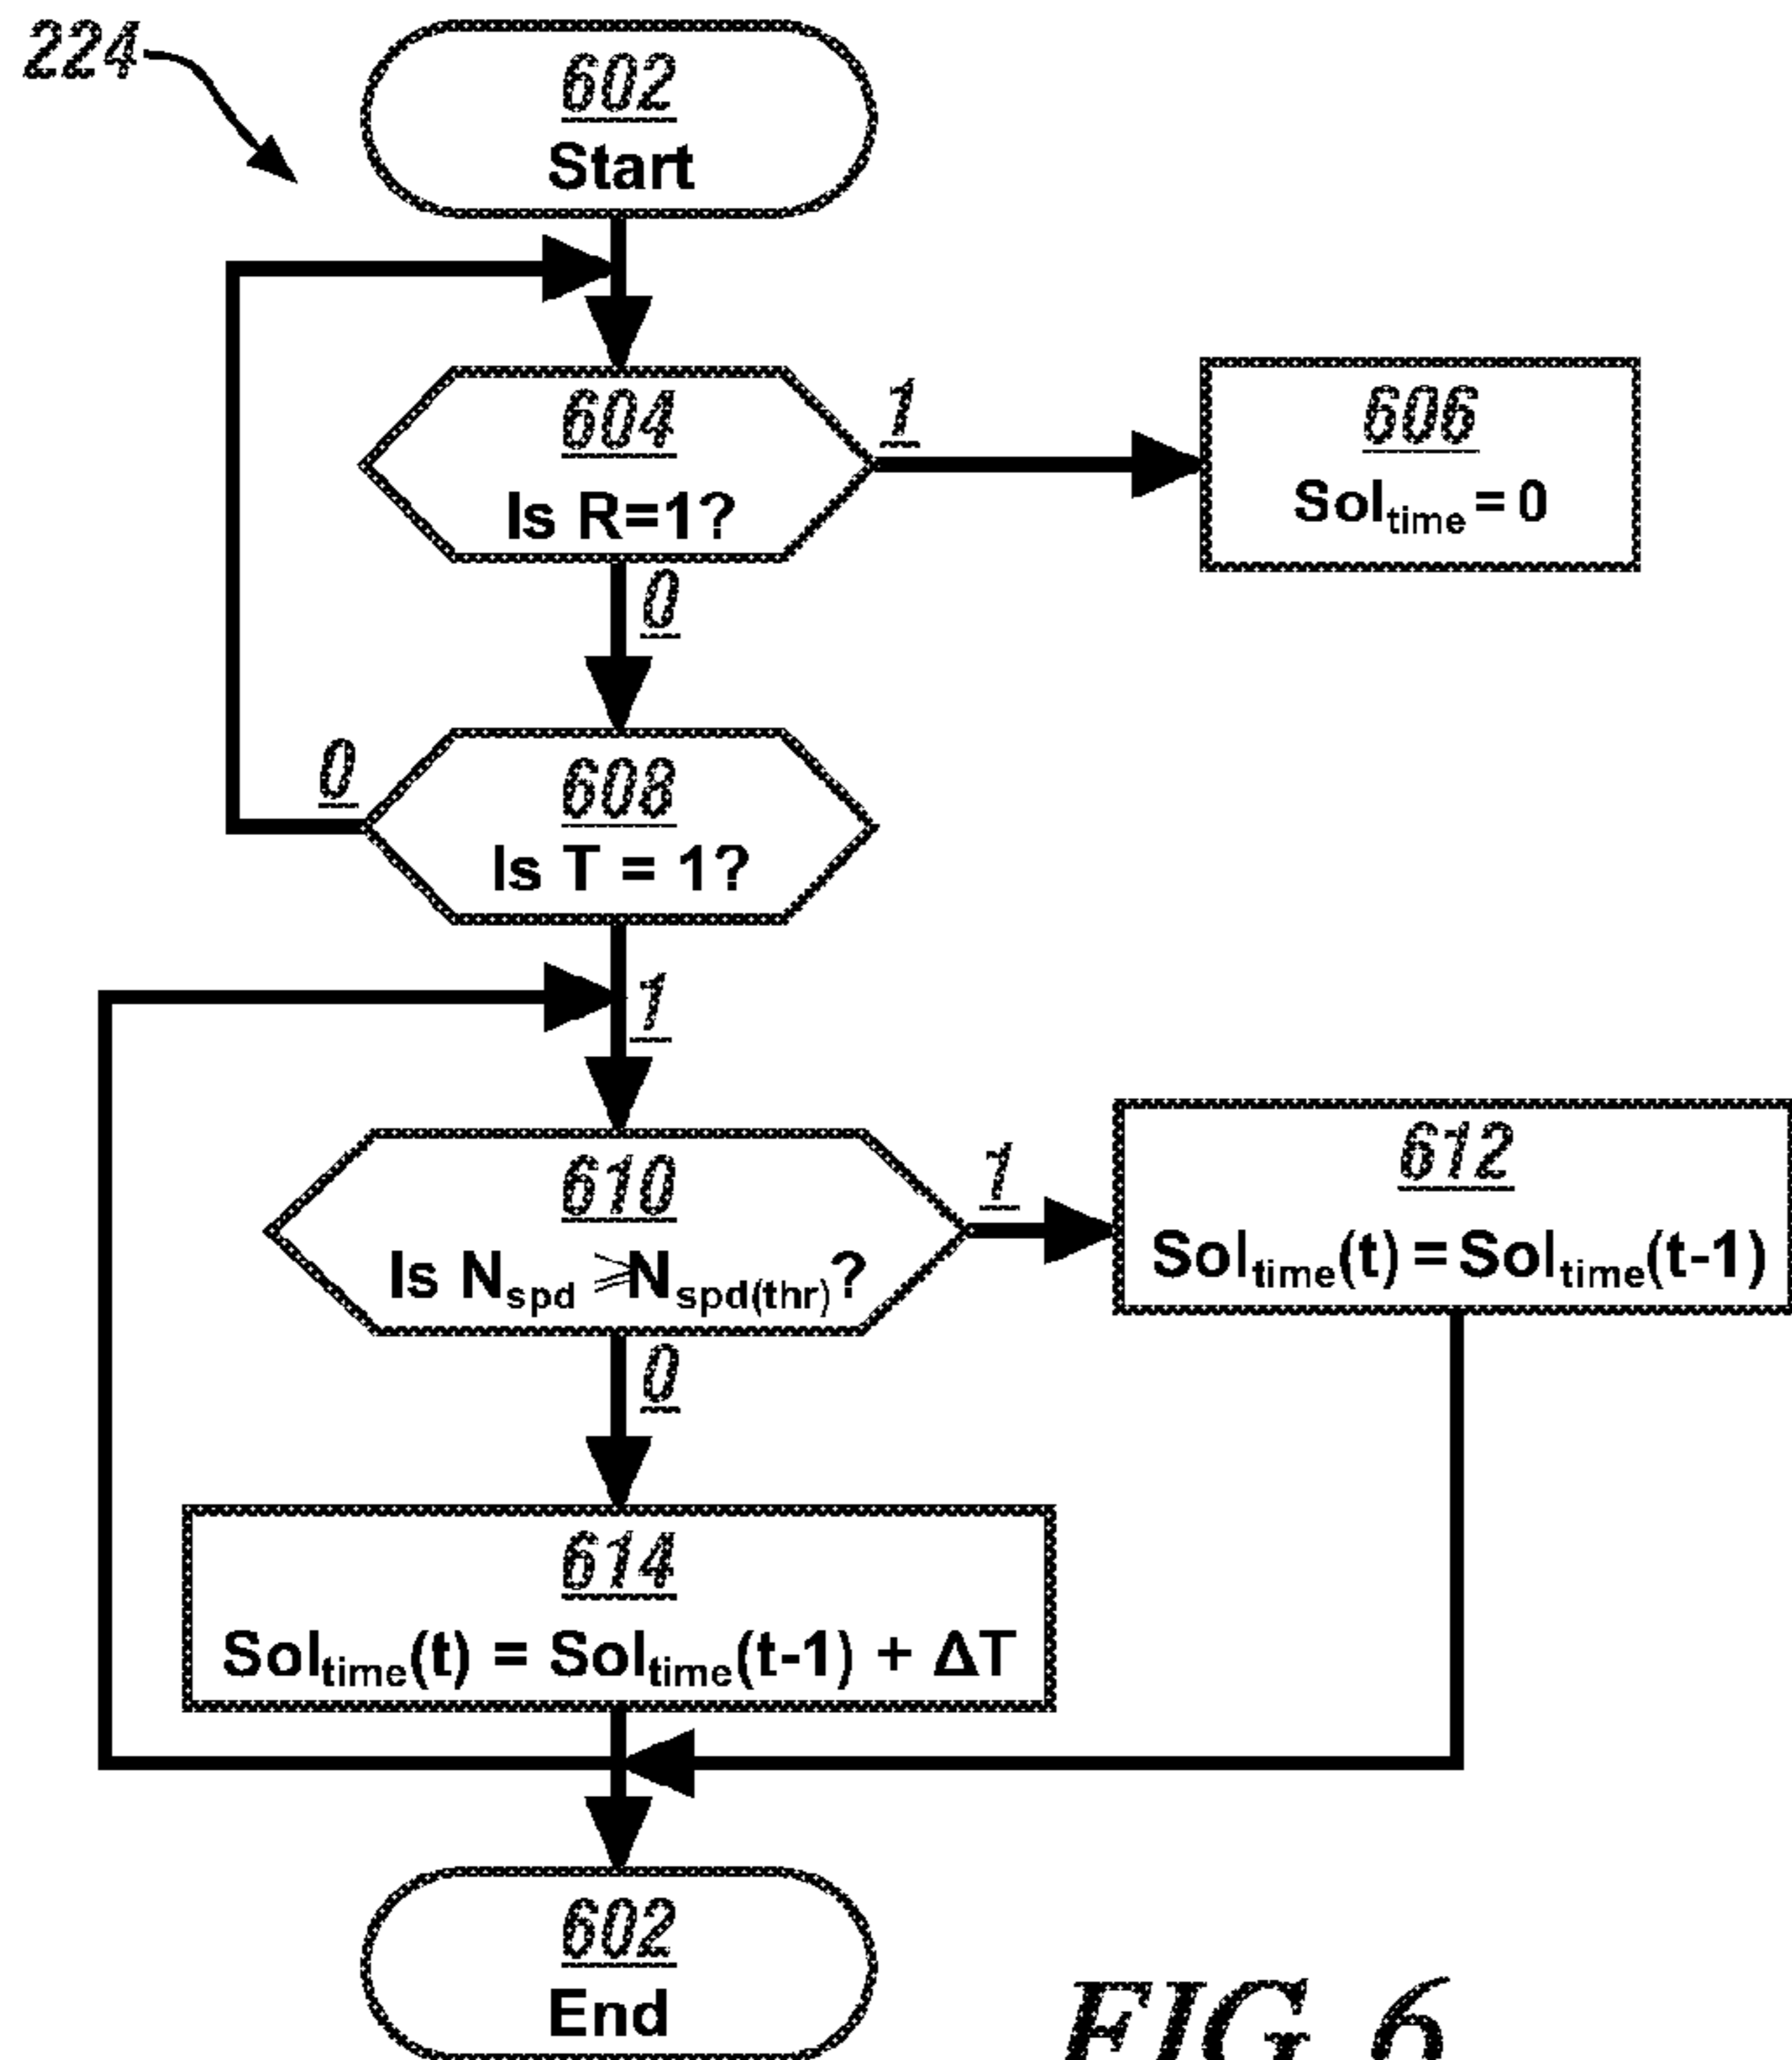 224
602
Start
604
Is R=1?
1
606
Sol_time = 0
0
608
Is T = 1?
0
1
610
Is N_spd ⩾ N_spd(thr)?
1
612
Sol_time(t) = Sol_time(t-1)
0
614
Sol_time(t) = Sol_time(t-1) + ΔT
602
End
FIG 6